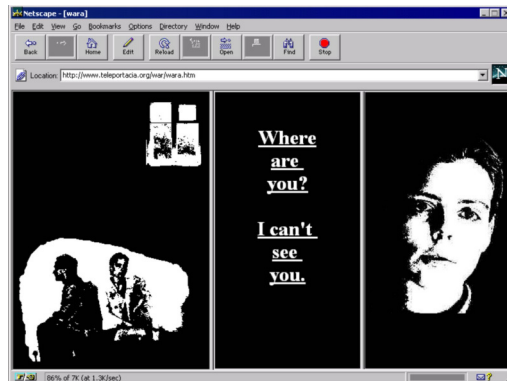 Netscape - [wara]
File Edit View Go Bookmarks Options Directory Window Help
Back Home Edit Reload Open Find Stop
Location: http://www.teleportacia.org/war/wara.htm
N
Where
are
you?
I can't
see
you.
86% of 7K (at 1.3K/sec)
?